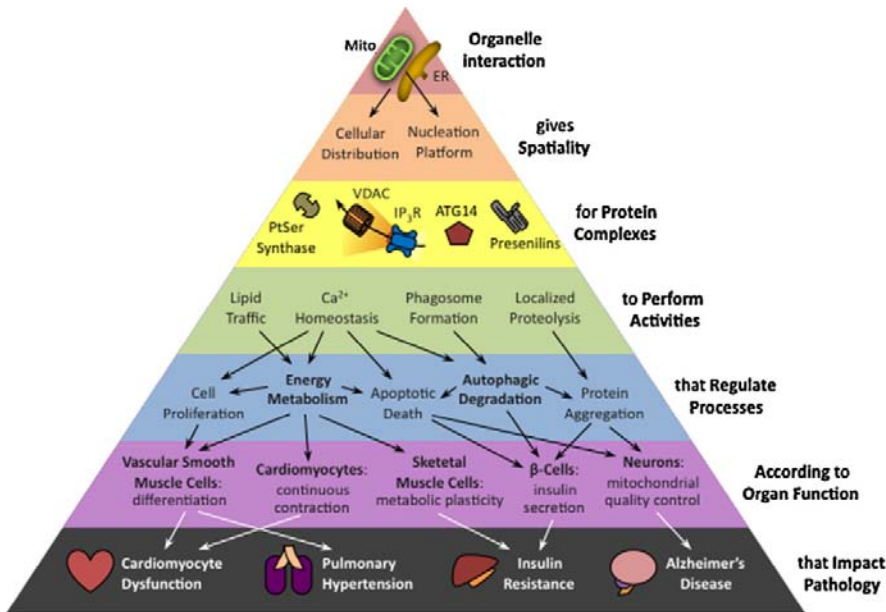 Mito
ER
Organelle
interaction
Cellular
Distribution
Nucleation
Platform
gives
Spatiality
PtSer
Synthase
VDAC
IP3R
ATG14
Presenilins
for Protein
Complexes
Lipid
Traffic
Ca2+
Homeostasis
Phagosome
Formation
Localized
Proteolysis
to Perform
Activities
Cell
Proliferation
Energy
Metabolism
Apoptotic
Death
Autophagic
Degradation
Protein
Aggregation
that Regulate
Processes
Vascular Smooth
Muscle Cells:
differentiation
Cardiomyocytes:
continuous
contraction
Sketetal
Muscle Cells:
metabolic plasticity
β-Cells:
insulin
secretion
Neurons:
mitochondrial
quality control
According to
Organ Function
Cardiomyocyte
Dysfunction
Pulmonary
Hypertension
Insulin
Resistance
Alzheimer's
Disease
that Impact
Pathology